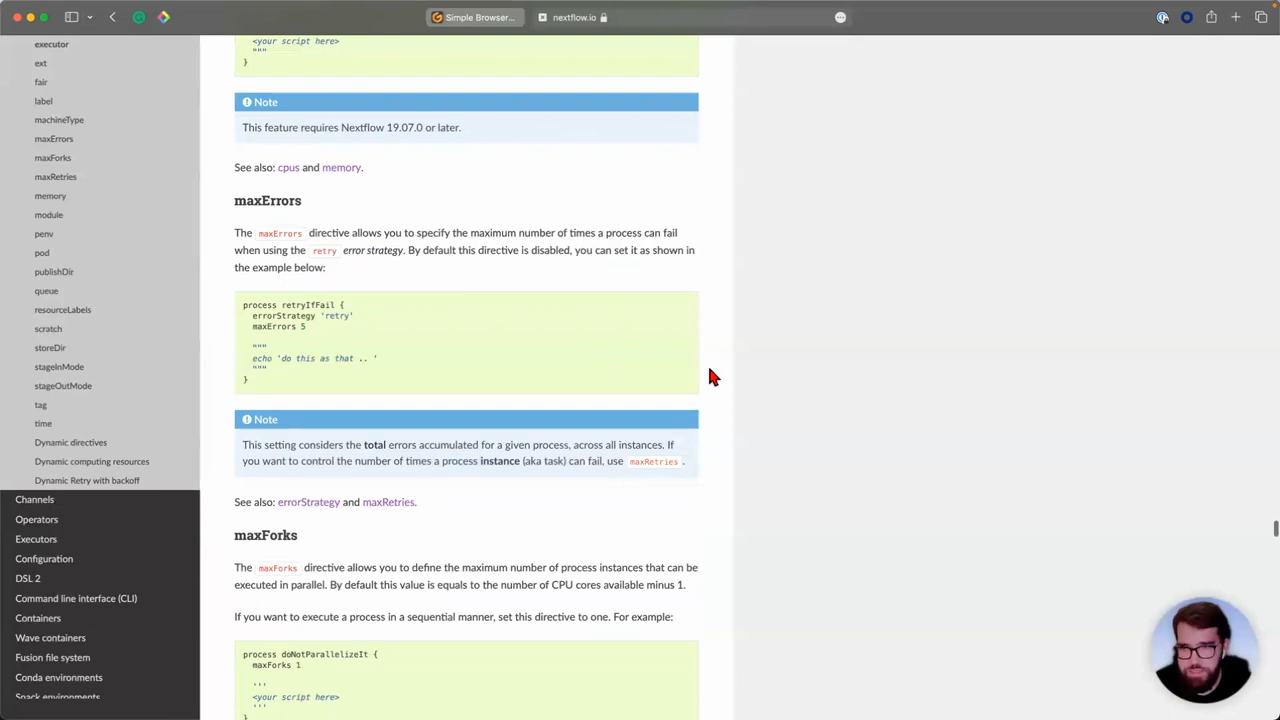 Simple Browser...
nextflow.io
executor
ext
fair
label
machineType
maxErrors
maxForks
maxRetries
memory
module
penv
pod
publishDir
queue
resourceLabels
scratch
storeDir
stageInMode
stageOutMode
tag
time
Dynamic directives
Dynamic computing resources
Dynamic Retry with backoff
Channels
Operators
Executors
Configuration
DSL 2
Command line interface (CLI)
Containers
Wave containers
Fusion file system
Conda environments
Spack environments
<your script here>
"""
}
Note
This feature requires Nextflow 19.07.0 or later.
See also: cpus and memory.
maxErrors
The maxErrors directive allows you to specify the maximum number of times a process can fail
when using the retry error strategy. By default this directive is disabled, you can set it as shown in
the example below:
process retryIfFail {
errorStrategy 'retry'
maxErrors 5
"""
echo 'do this as that .. '
"""
}
Note
This setting considers the total errors accumulated for a given process, across all instances. If
you want to control the number of times a process instance (aka task) can fail, use maxRetries.
See also: errorStrategy and maxRetries.
maxForks
The maxForks directive allows you to define the maximum number of process instances that can be
executed in parallel. By default this value is equals to the number of CPU cores available minus 1.
If you want to execute a process in a sequential manner, set this directive to one. For example:
process doNotParallelizeIt {
maxForks 1
'''
<your script here>
'''
}